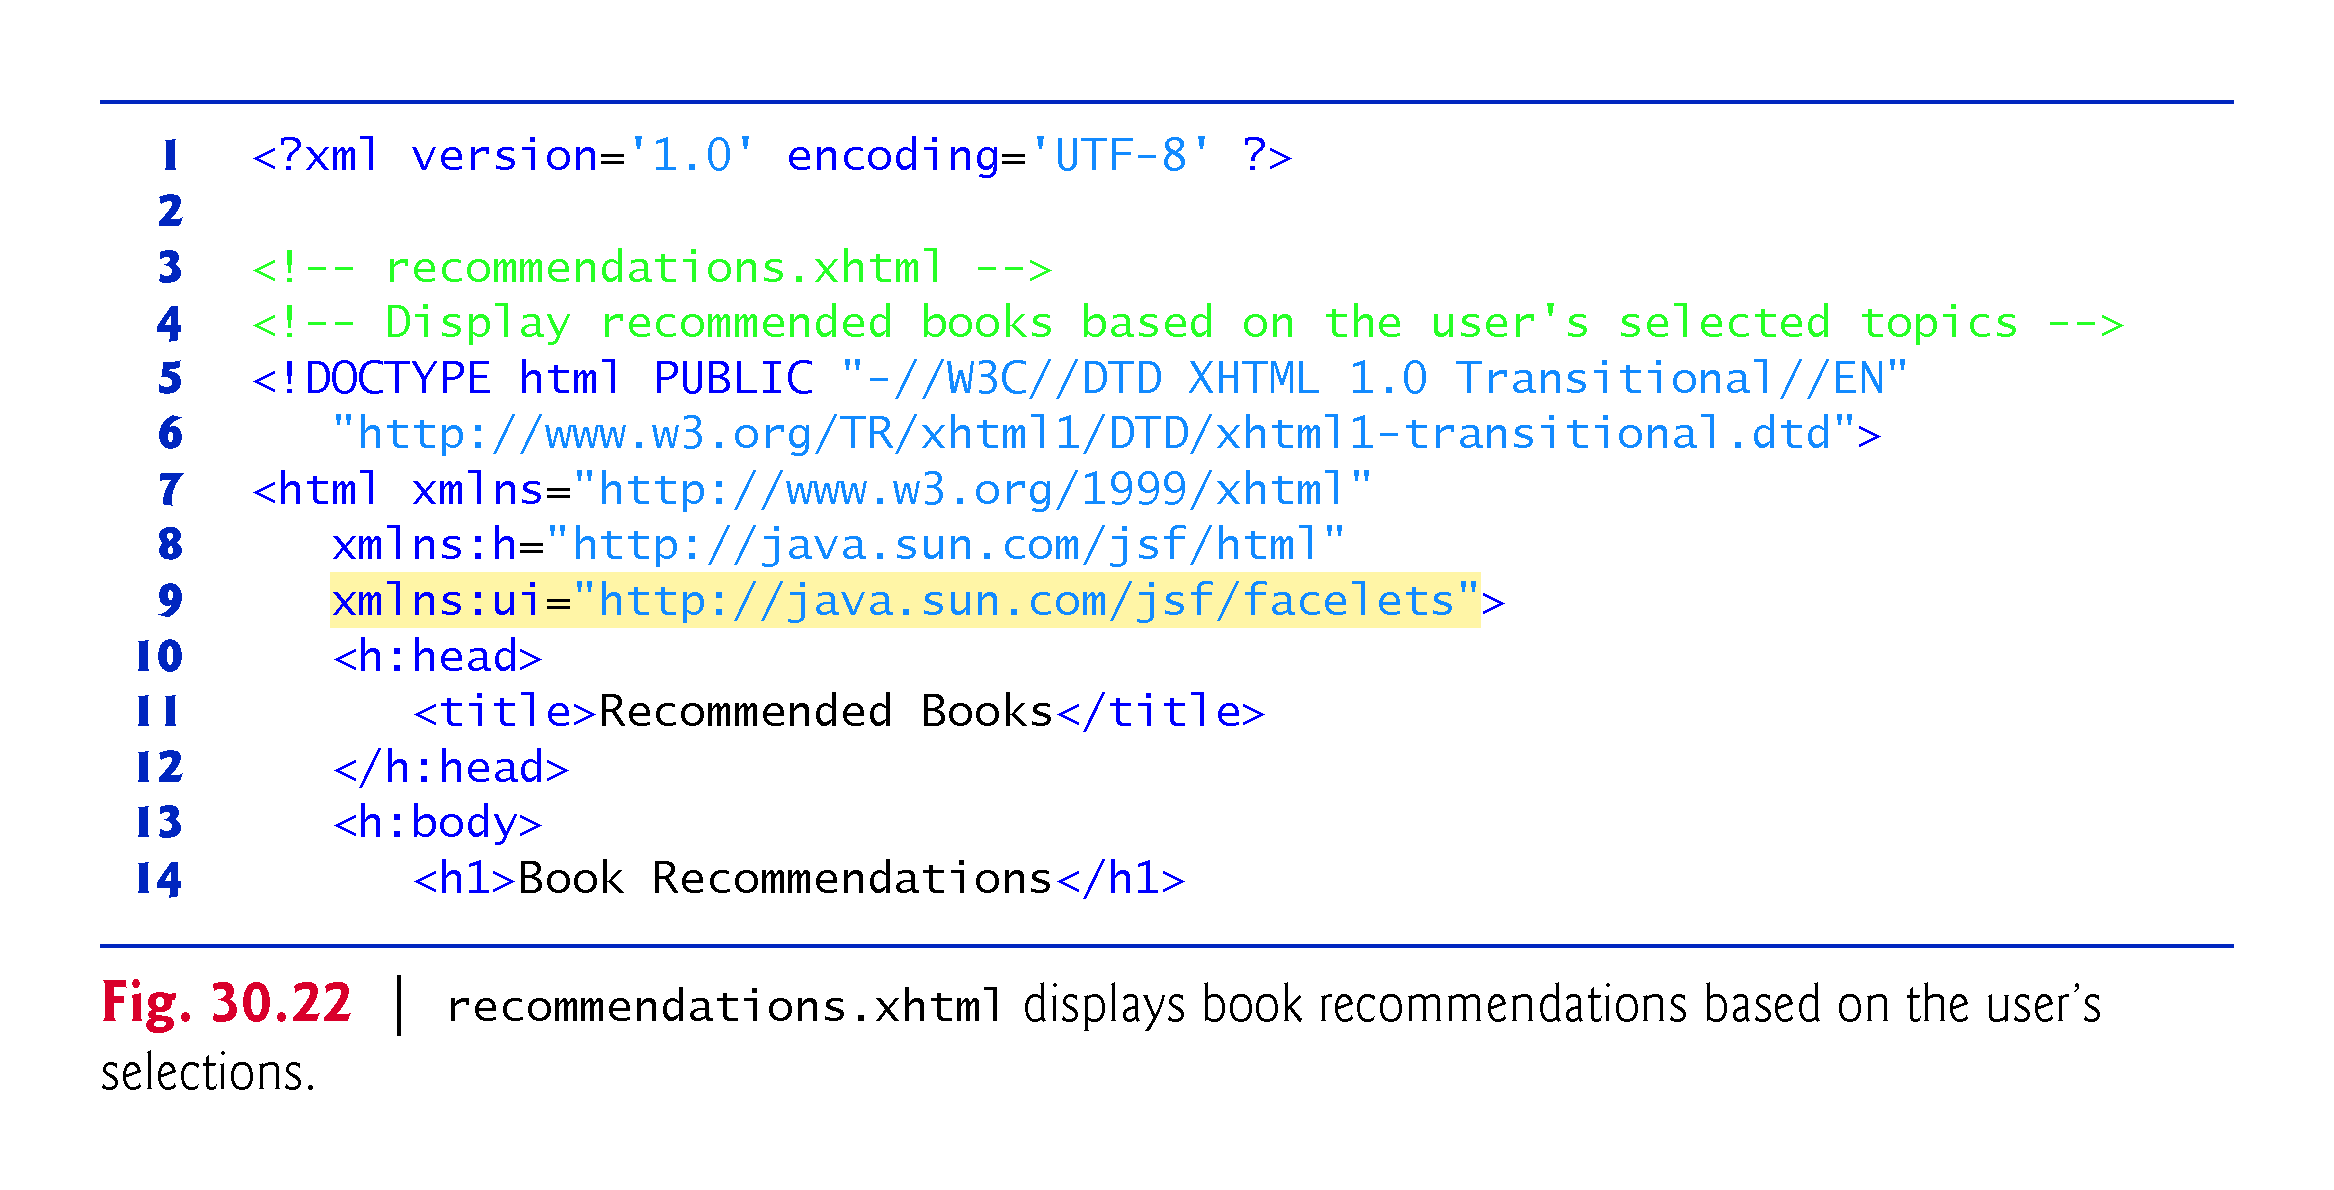 1 <?xml version='1.0' encoding='UTF-8' ?>
2
3 <!-- recommendations.xhtml -->
4 <!-- Display recommended books based on the user's selected topics -->
5 <!DOCTYPE html PUBLIC "-//W3C//DTD XHTML 1.0 Transitional//EN"
6    "http://www.w3.org/TR/xhtml1/DTD/xhtml1-transitional.dtd">
7 <html xmlns="http://www.w3.org/1999/xhtml"
8    xmlns:h="http://java.sun.com/jsf/html"
9    xmlns:ui="http://java.sun.com/jsf/facelets">
10    <h:head>
11       <title>Recommended Books</title>
12    </h:head>
13    <h:body>
14       <h1>Book Recommendations</h1>
Fig. 30.22 | recommendations.xhtml displays book recommendations based on the user’s
selections.